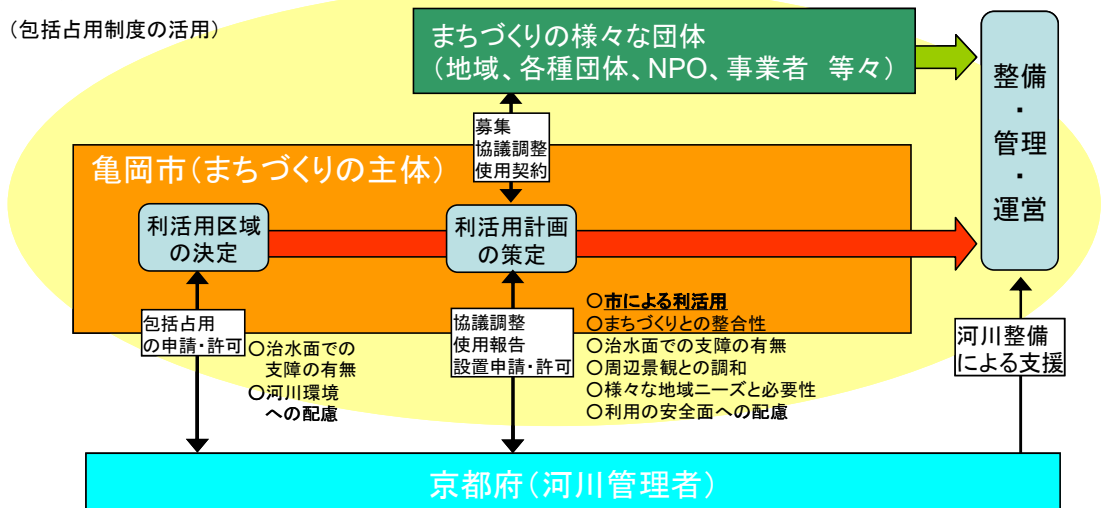 （包括占用制度の活用）
まちづくりの様々な団体
（地域、各種団体、NPO、事業者　等々）
整備
・
管理
・
運営
募集
協議調整
使用契約
亀岡市（まちづくりの主体）
利活用区域
の決定
利活用計画
の策定
包括占用
の申請・許可
○治水面での
支障の有無
○河川環境
への配慮
協議調整
使用報告
設置申請・許可
○市による利活用
○まちづくりとの整合性
○治水面での支障の有無
○周辺景観との調和
○様々な地域ニーズと必要性
○利用の安全面への配慮
河川整備
による支援
京都府（河川管理者）